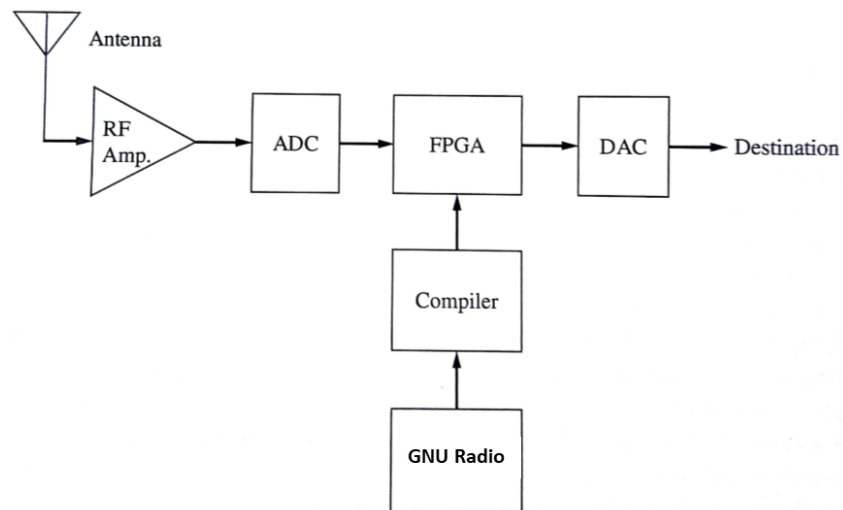 Antenna
RF
Amp.
ADC
FPGA
DAC
Destination
Compiler
GNU Radio